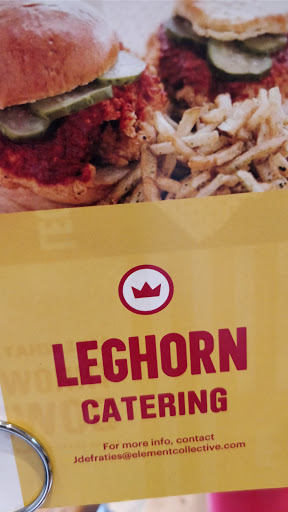 LEGHORN
CATERING
For more info, contact
Jdefraties@elementcollective.com